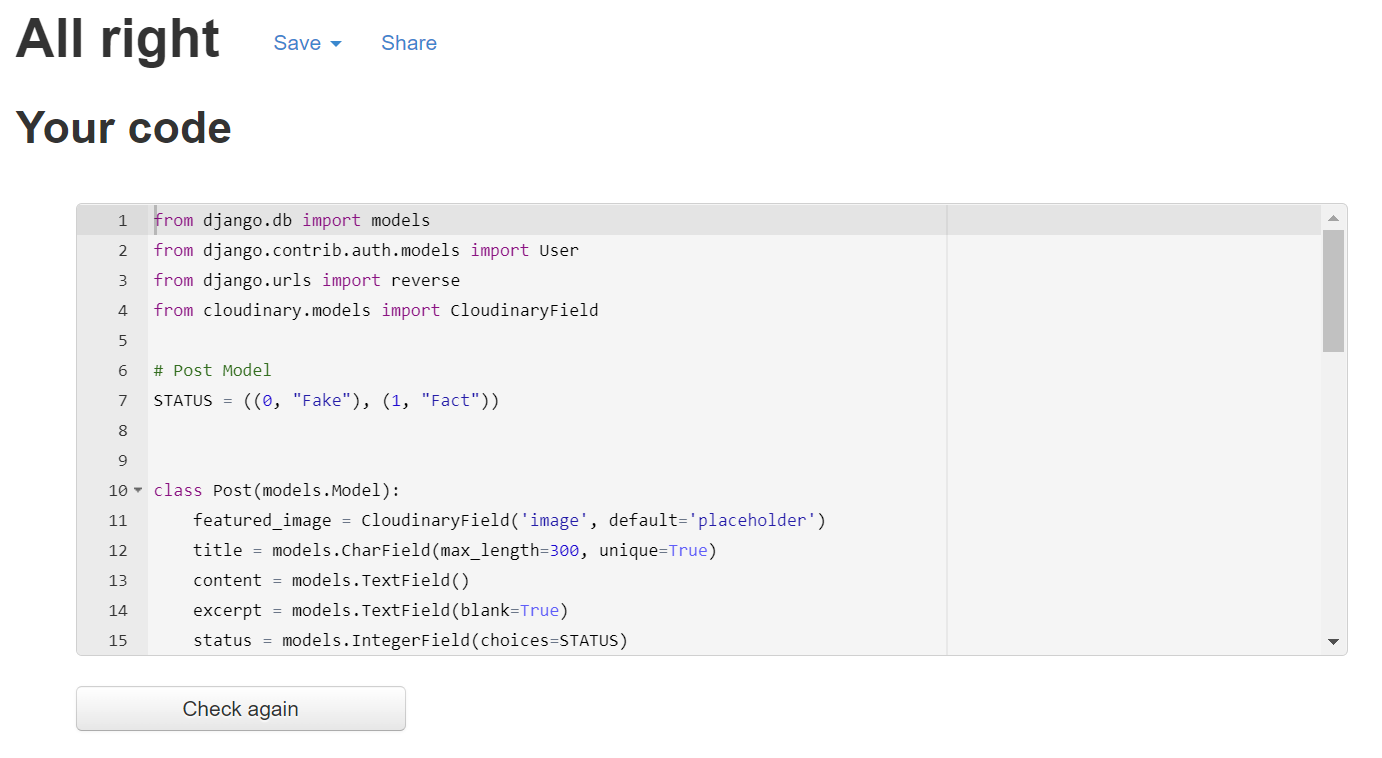 All right Save Share
Your code
1 from django.db import models
2 from django.contrib.auth.models import User
3 from django.urls import reverse
4 from cloudinary.models import CloudinaryField
5
6 # Post Model
7 STATUS = ((0, "Fake"), (1, "Fact"))
8
9
10 class Post(models.Model):
11     featured_image = CloudinaryField('image', default='placeholder')
12     title = models.CharField(max_length=300, unique=True)
13     content = models.TextField()
14     excerpt = models.TextField(blank=True)
15     status = models.IntegerField(choices=STATUS)
Check again